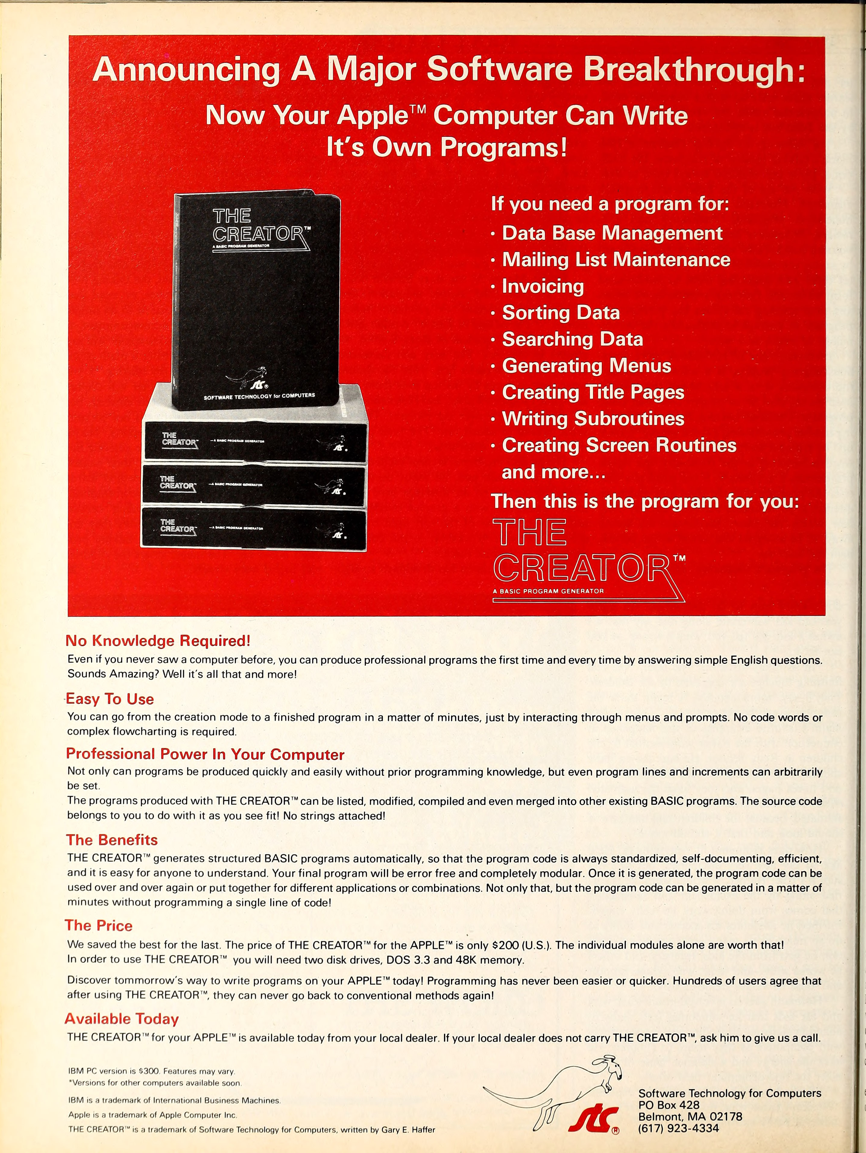 Announcing A Major Software Breakthrough:
Now Your Apple™ Computer Can Write
It's Own Programs!
THE
CREATOR™
A BASIC PROGRAM GENERATOR
stc®
SOFTWARE TECHNOLOGY for COMPUTERS
THE
CREATOR™
—A BASIC PROGRAM GENERATOR
stc®
THE
CREATOR™
—A BASIC PROGRAM GENERATOR
stc®
THE
CREATOR™
—A BASIC PROGRAM GENERATOR
stc®
If you need a program for:
· Data Base Management
· Mailing List Maintenance
· Invoicing
· Sorting Data
· Searching Data
· Generating Menus
· Creating Title Pages
· Writing Subroutines
· Creating Screen Routines
and more...
Then this is the program for you:
THE
CREATOR™
A BASIC PROGRAM GENERATOR
No Knowledge Required!
Even if you never saw a computer before, you can produce professional programs the first time and every time by answering simple English questions.
Sounds Amazing? Well it's all that and more!
Easy To Use
You can go from the creation mode to a finished program in a matter of minutes, just by interacting through menus and prompts. No code words or
complex flowcharting is required.
Professional Power In Your Computer
Not only can programs be produced quickly and easily without prior programming knowledge, but even program lines and increments can arbitrarily
be set.
The programs produced with THE CREATOR™ can be listed, modified, compiled and even merged into other existing BASIC programs. The source code
belongs to you to do with it as you see fit! No strings attached!
The Benefits
THE CREATOR™ generates structured BASIC programs automatically, so that the program code is always standardized, self-documenting, efficient,
and it is easy for anyone to understand. Your final program will be error free and completely modular. Once it is generated, the program code can be
used over and over again or put together for different applications or combinations. Not only that, but the program code can be generated in a matter of
minutes without programming a single line of code!
The Price
We saved the best for the last. The price of THE CREATOR™ for the APPLE™ is only $200 (U.S.). The individual modules alone are worth that!
In order to use THE CREATOR™ you will need two disk drives, DOS 3.3 and 48K memory.
Discover tommorrow's way to write programs on your APPLE™ today! Programming has never been easier or quicker. Hundreds of users agree that
after using THE CREATOR™, they can never go back to conventional methods again!
Available Today
THE CREATOR™ for your APPLE™ is available today from your local dealer. If your local dealer does not carry THE CREATOR™, ask him to give us a call.
IBM PC version is $300. Features may vary.
*Versions for other computers available soon.
IBM is a trademark of International Business Machines.
Apple is a trademark of Apple Computer Inc.
THE CREATOR™ is a trademark of Software Technology for Computers, written by Gary E. Haffer
stc®
Software Technology for Computers
PO Box 428
Belmont, MA 02178
(617) 923-4334